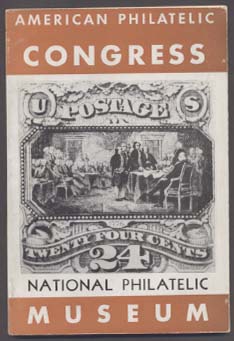 AMERICAN PHILATELIC
CONGRESS
U POSTAGE S
TWENTY FOUR CENTS
24
NATIONAL PHILATELIC
MUSEUM